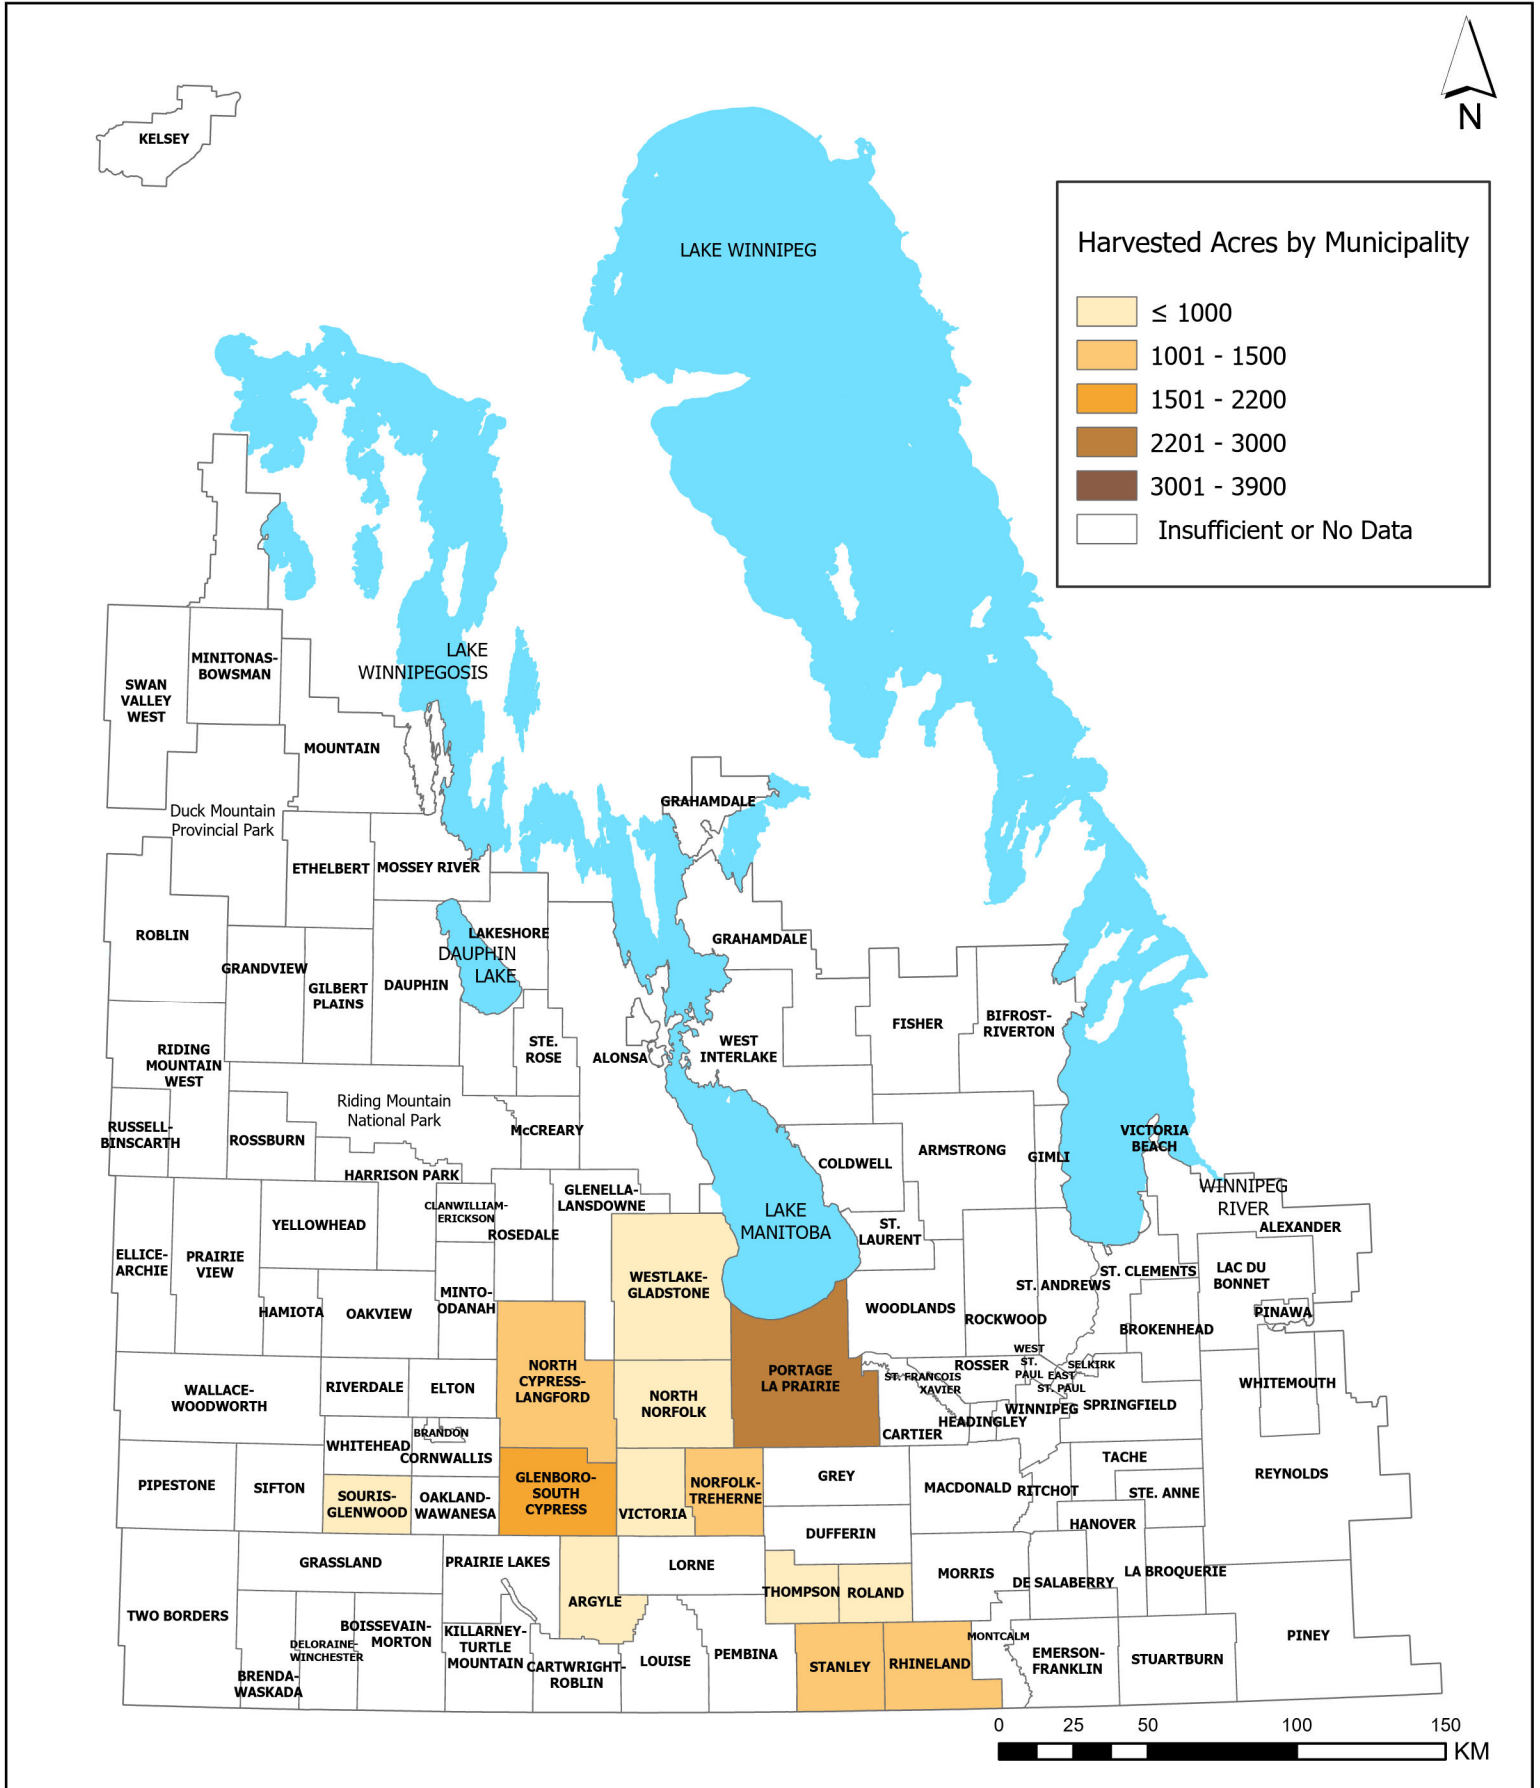 N
KELSEY
LAKE WINNIPEG
Harvested Acres by Municipality
≤ 1000
1001 - 1500
1501 - 2200
2201 - 3000
3001 - 3900
Insufficient or No Data
LAKE
WINNIPEGOSIS
MINITONAS-
BOWSMAN
SWAN
VALLEY
WEST
MOUNTAIN
Duck Mountain
Provincial Park
GRAHAMDALE
ETHELBERT
MOSSEY RIVER
ROBLIN
LAKESHORE
DAUPHIN
LAKE
GRAHAMDALE
GRANDVIEW
GILBERT
PLAINS
DAUPHIN
FISHER
BIFROST-
RIVERTON
STE.
ROSE
ALONSA
WEST
INTERLAKE
RIDING
MOUNTAIN
WEST
Riding Mountain
National Park
RUSSELL-
BINSCARTH
ROSSBURN
McCREARY
VICTORIA
BEACH
HARRISON PARK
COLDWELL
ARMSTRONG
GIMLI
WINNIPEG
RIVER
GLENELLA-
LANSDOWNE
CLANWILLIAM-
ERICKSON
ROSEDALE
YELLOWHEAD
LAKE
MANITOBA
ST.
LAURENT
ALEXANDER
ELLICE-
ARCHIE
PRAIRIE
VIEW
WESTLAKE-
GLADSTONE
ST. CLEMENTS
LAC DU
BONNET
ST. ANDREWS
HAMIOTA
OAKVIEW
MINTO-
ODANAH
WOODLANDS
ROCKWOOD
PINAWA
BROKENHEAD
WEST
ST.
PAUL
EAST
ST. PAUL
SELKIRK
ROSSER
ST. FRANCOIS
XAVIER
PORTAGE
LA PRAIRIE
NORTH
CYPRESS-
LANGFORD
NORTH
NORFOLK
WALLACE-
WOODWORTH
RIVERDALE
ELTON
WHITEMOUTH
WINNIPEG
SPRINGFIELD
HEADINGLEY
CARTIER
BRANDON
WHITEHEAD
CORNWALLIS
TACHE
PIPESTONE
SIFTON
SOURIS-
GLENWOOD
OAKLAND-
WAWANESA
GLENBORO-
SOUTH
CYPRESS
VICTORIA
NORFOLK-
TREHERNE
GREY
MACDONALD
RITCHOT
STE. ANNE
REYNOLDS
HANOVER
DUFFERIN
GRASSLAND
PRAIRIE LAKES
LORNE
MORRIS
DE SALABERRY
LA BROQUERIE
TWO BORDERS
ARGYLE
THOMPSON
ROLAND
BOISSEVAIN-
MORTON
DELORAINE-
WINCHESTER
KILLARNEY-
TURTLE
MOUNTAIN
MONTCALM
PINEY
BRENDA-
WASKADA
CARTWRIGHT-
ROBLIN
LOUISE
PEMBINA
STANLEY
RHINELAND
EMERSON-
FRANKLIN
STUARTBURN
0 25 50 100 150
KM